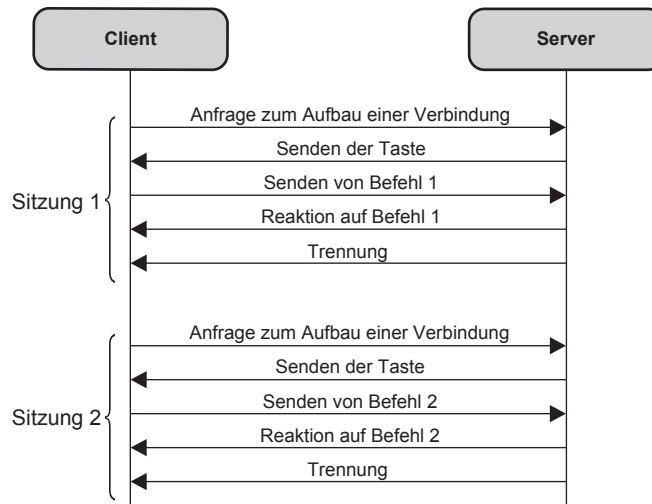 Client
Server
Anfrage zum Aufbau einer Verbindung
Senden der Taste
Sitzung 1
Senden von Befehl 1
Reaktion auf Befehl 1
Trennung
Anfrage zum Aufbau einer Verbindung
Senden der Taste
Sitzung 2
Senden von Befehl 2
Reaktion auf Befehl 2
Trennung